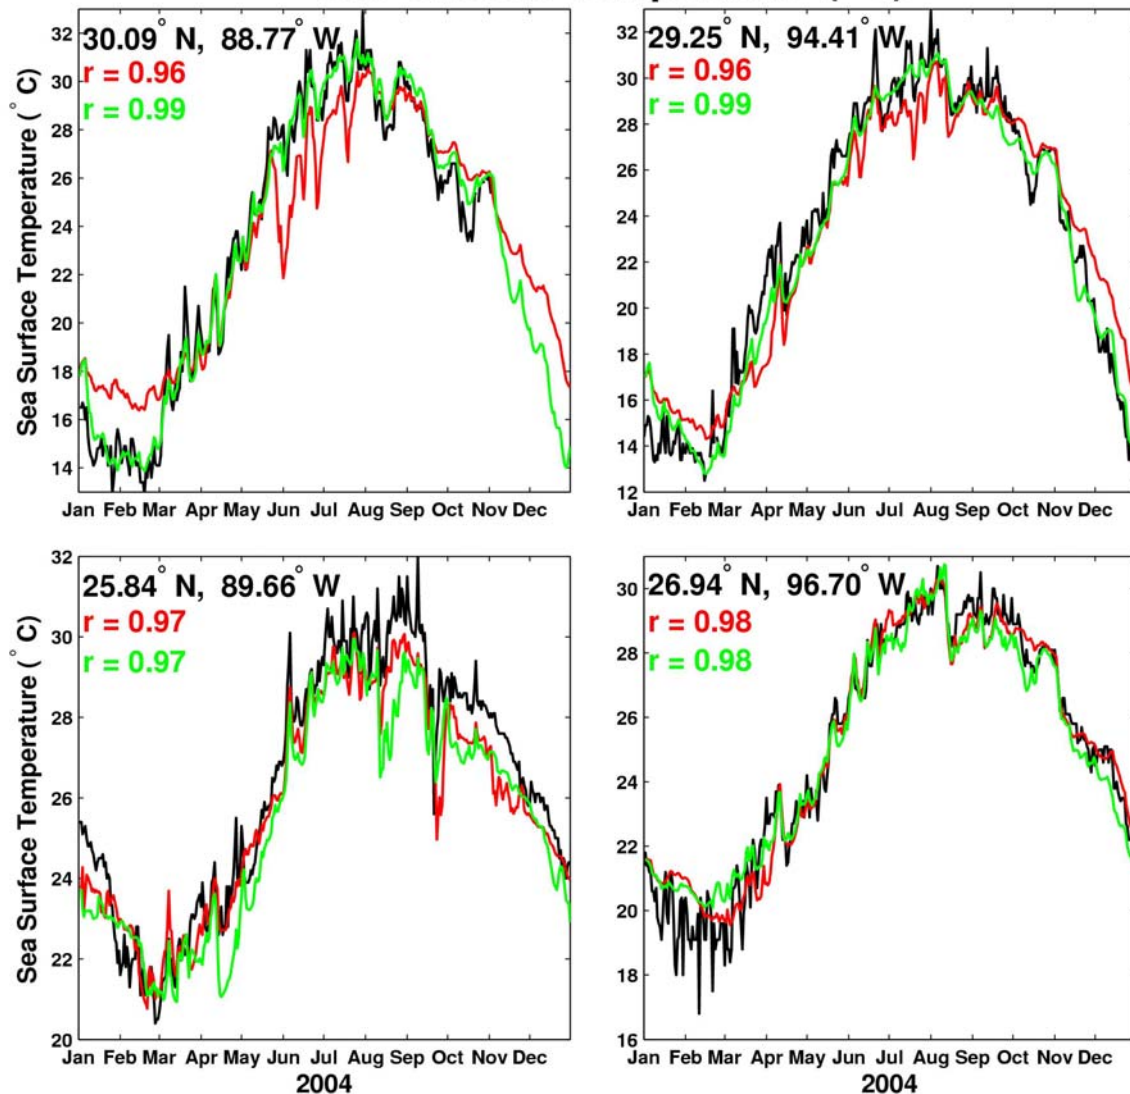 30.09° N, 88.77° W
r = 0.96
r = 0.99
Sea Surface Temperature (° C)
32
30
28
26
24
22
20
18
16
14
Jan Feb Mar Apr May Jun Jul Aug Sep Oct Nov Dec
29.25° N, 94.41° W
r = 0.96
r = 0.99
32
30
28
26
24
22
20
18
16
14
12
Jan Feb Mar Apr May Jun Jul Aug Sep Oct Nov Dec
25.84° N, 89.66° W
r = 0.97
r = 0.97
Sea Surface Temperature (° C)
32
30
28
26
24
22
20
Jan Feb Mar Apr May Jun Jul Aug Sep Oct Nov Dec
2004
26.94° N, 96.70° W
r = 0.98
r = 0.98
30
28
26
24
22
20
18
16
Jan Feb Mar Apr May Jun Jul Aug Sep Oct Nov Dec
2004